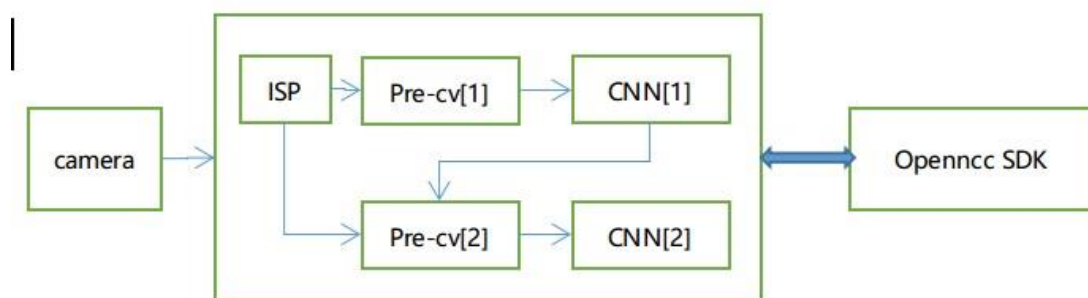 ISP
Pre-cv[1]
CNN[1]
camera
Openncc SDK
Pre-cv[2]
CNN[2]